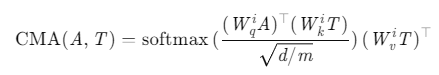 CMA(A, T) = softmax((W_q^i A)^⊤ (W_k^i T) / √(d/m)) (W_v^i T)^⊤